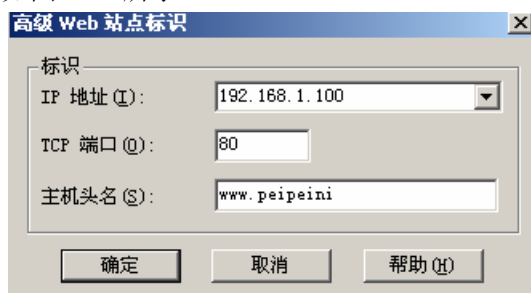 高级 Web 站点标识
标识
IP 地址(I):
192.168.1.100
TCP 端口(O):
80
主机头名(S):
www.peipeini
确定
取消
帮助(H)